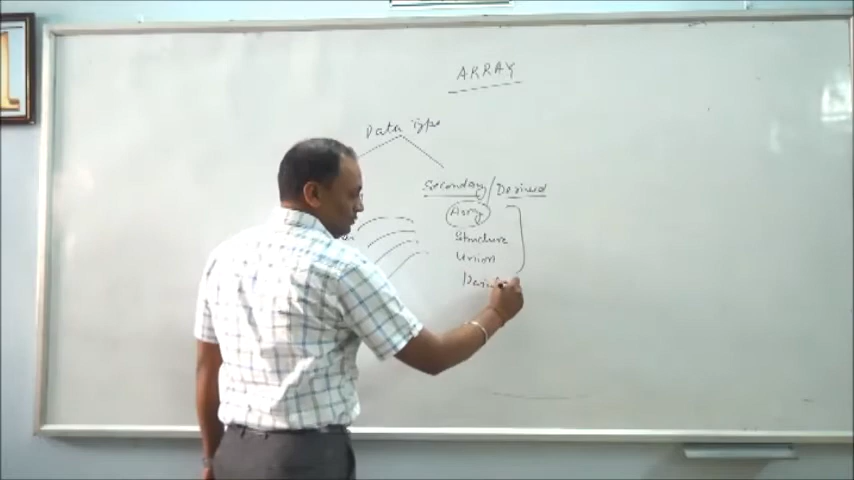 ARRAY
Data Type
Secondary/Derived
Array
Structure
Union